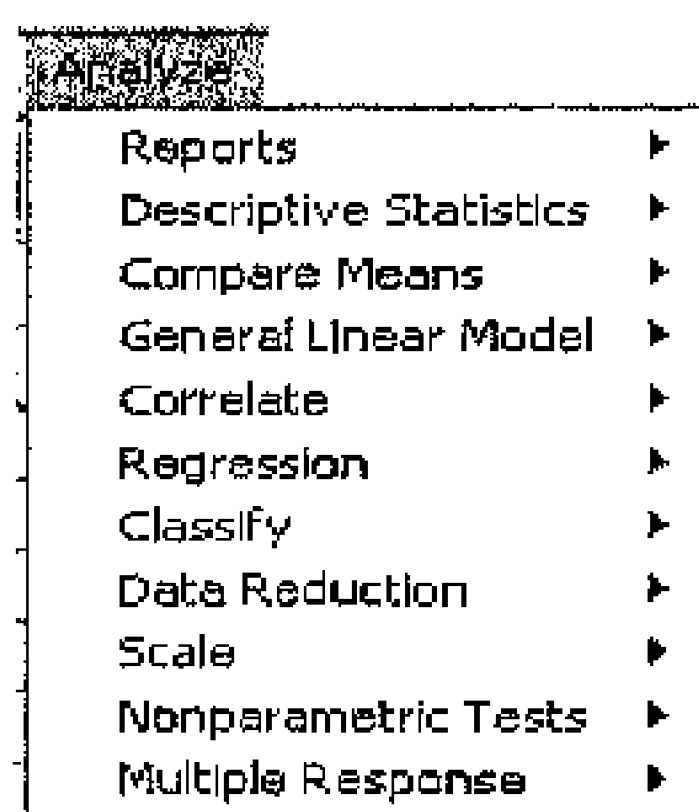 Analyze
Reports
Descriptive Statistics
Compare Means
General Linear Model
Correlate
Regression
Classify
Data Reduction
Scale
Nonparametric Tests
Multiple Response